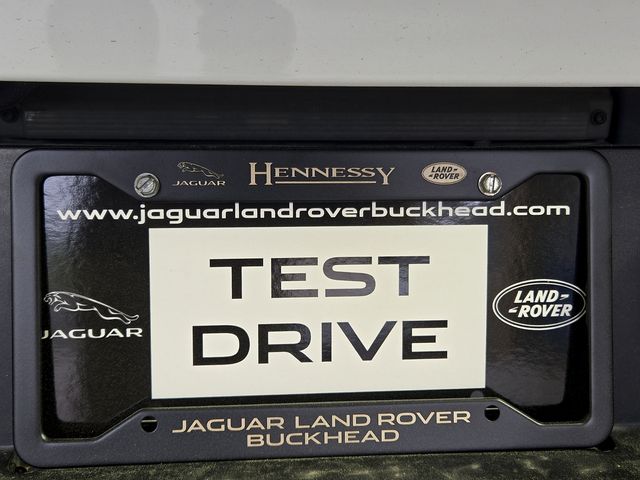 JAGUAR HENNESSY LAND-ROVER
www.jaguarlandroverbuckhead.com
TEST
DRIVE
JAGUAR
LAND-ROVER
JAGUAR LAND ROVER
BUCKHEAD